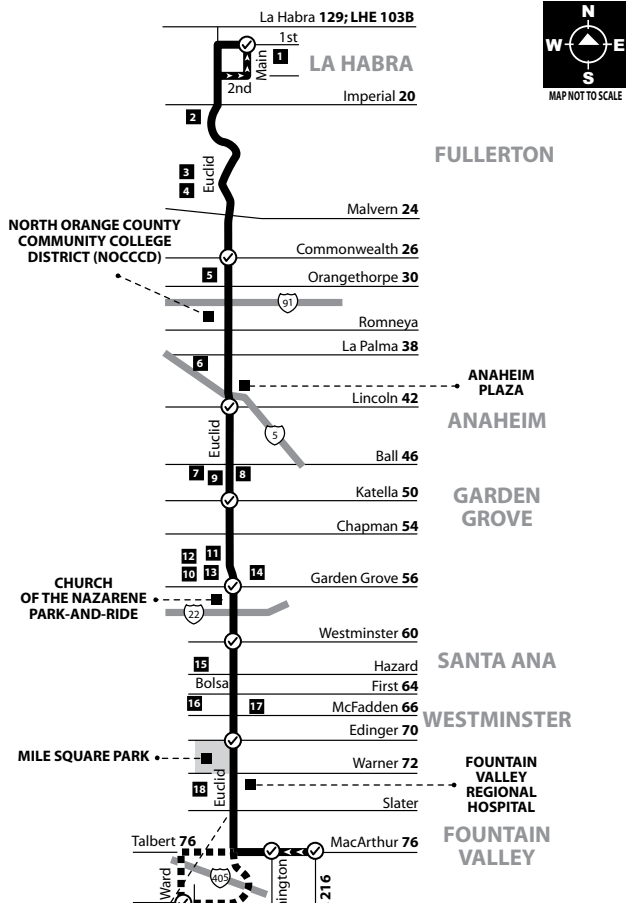 La Habra 129; LHE 103B
N
W E
S
MAP NOT TO SCALE
1st
Main
1
LA HABRA
2nd
Imperial 20
2
FULLERTON
Euclid
3
4
Malvern 24
NORTH ORANGE COUNTY
COMMUNITY COLLEGE
DISTRICT (NOCCCD)
Commonwealth 26
5
Orangethorpe 30
91
Romneya
La Palma 38
6
ANAHEIM
PLAZA
Lincoln 42
ANAHEIM
Euclid
5
Ball 46
7
9
8
Katella 50
GARDEN
GROVE
Chapman 54
12
11
10
13
14
Garden Grove 56
CHURCH
OF THE NAZARENE
PARK-AND-RIDE
22
Westminster 60
SANTA ANA
15
Hazard
Bolsa
First 64
16
17
McFadden 66
WESTMINSTER
Edinger 70
MILE SQUARE PARK
Warner 72
FOUNTAIN
VALLEY
REGIONAL
HOSPITAL
18
Euclid
Slater
FOUNTAIN
VALLEY
Talbert 76
MacArthur 76
Ward
405
ington
216